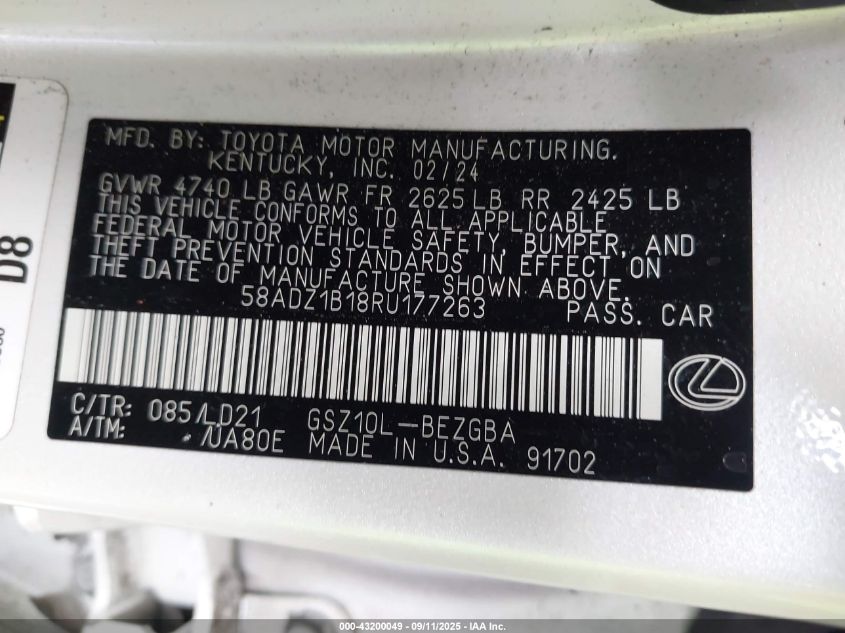 MFD. BY: TOYOTA MOTOR MANUFACTURING.
KENTUCKY, INC. 02/24
GVWR 4740 LB GAWR FR 2625 LB RR 2425 LB
THIS VEHICLE CONFORMS TO ALL APPLICABLE
FEDERAL MOTOR VEHICLE SAFETY, BUMPER, AND
THEFT PREVENTION STANDARDS IN EFFECT ON
THE DATE OF MANUFACTURE SHOWN ABOVE.
58ADZ1B18RU177263 PASS. CAR
C/TR: 085/LD21 GSZ10L-BEZGBA
A/TM: - /UA80E MADE IN U.S.A. 91702
D8
000-43200049 - 09/11/2025 - IAA Inc.